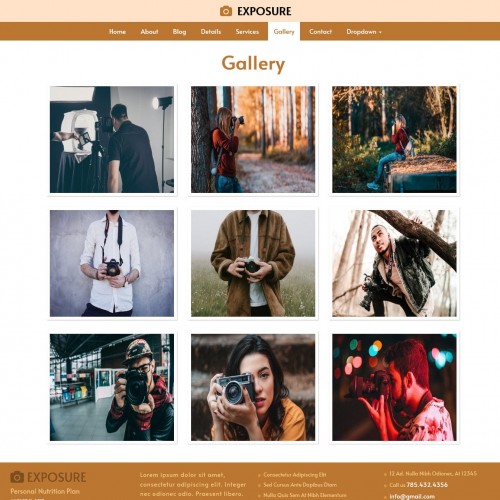 EXPOSURE
Home About Blog Details Services Gallery Contact Dropdown
Gallery
EXPOSURE
Personal Nutrition Plan
Lorem ipsum dolor sit amet,
consectetur adipiscing elit. Integer
nec odio. Praesent libero.
Consectetur Adipiscing Elit
Sed Cursus Ante Dapibus Diam
Nulla Quis Sem At Nibh Elementum
12 Ad, Nulla Nibh Odioneo, At 12345
Call us 785.432.4356
info@gmail.com